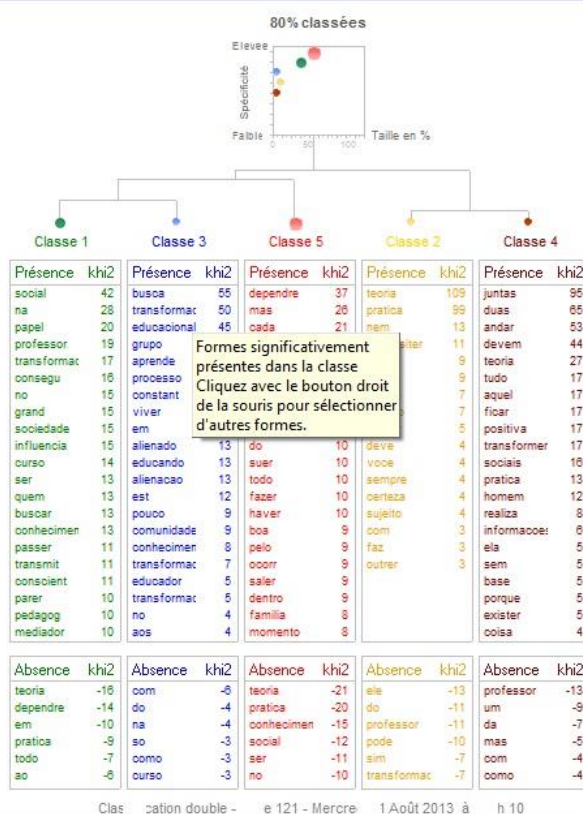 80% classées
Elevee
Spécificité
Faible
0
50
100
Taille en %
Classe 1
Présence khi2
social 42
na 28
papel 20
professor 19
transformac 17
consegu 16
no 15
grand 15
sociedade 15
influencia 15
curso 14
ser 13
quem 13
buscar 13
conhecimen 13
passer 11
transmit 11
conscient 11
parer 10
pedagog 10
mediador 10
Absence khi2
teoria -16
dependre -14
em -10
pratica -9
todo -7
ao -6
Classe 3
Présence khi2
busca 55
transformac 50
educacional 45
grupo
aprende
processo
constant
viver
em
alienado 13
educando 13
alienacao 13
est 12
pouco 9
comunidade 9
conhecimen 8
transformac 7
educador 5
transformac 5
no 4
aos 4
Absence khi2
com -6
do -4
na -4
so -3
como -3
curso -3
Classe 5
Présence khi2
dependre 37
mas 26
cada 21
do 10
suer 10
todo 10
fazer 10
haver 10
boa 9
pelo 9
ocorr 9
saler 9
dentro 9
familia 8
momento 8
Absence khi2
teoria -21
pratica -20
conhecimen -15
social -12
ser -11
no -10
Classe 2
Présence khi2
teoria 109
pratica 99
nem 13
siter 11
9
9
7
7
deve 4
voce 4
sempre 4
certeza 4
sujeito 4
com 3
faz 3
outrer 3
Absence khi2
ele -13
do -11
professor -11
pode -10
sim -7
transformac -7
Classe 4
Présence khi2
juntas 95
duas 65
andar 53
devem 44
teoria 27
tudo 17
aquel 17
ficar 17
positiva 17
transformer 17
sociais 16
pratica 13
homem 12
realiza 8
informacoes 6
ela 5
sem 5
base 5
porque 5
exister 5
coisa 4
Absence khi2
professor -13
um -9
da -7
mas -5
com -4
como -4
Formes significativement
présentes dans la classe
Cliquez avec le bouton droit
de la souris pour sélectionner
d'autres formes.
Clas cation double - e 121 - Mercre 1 Août 2013 à h 10